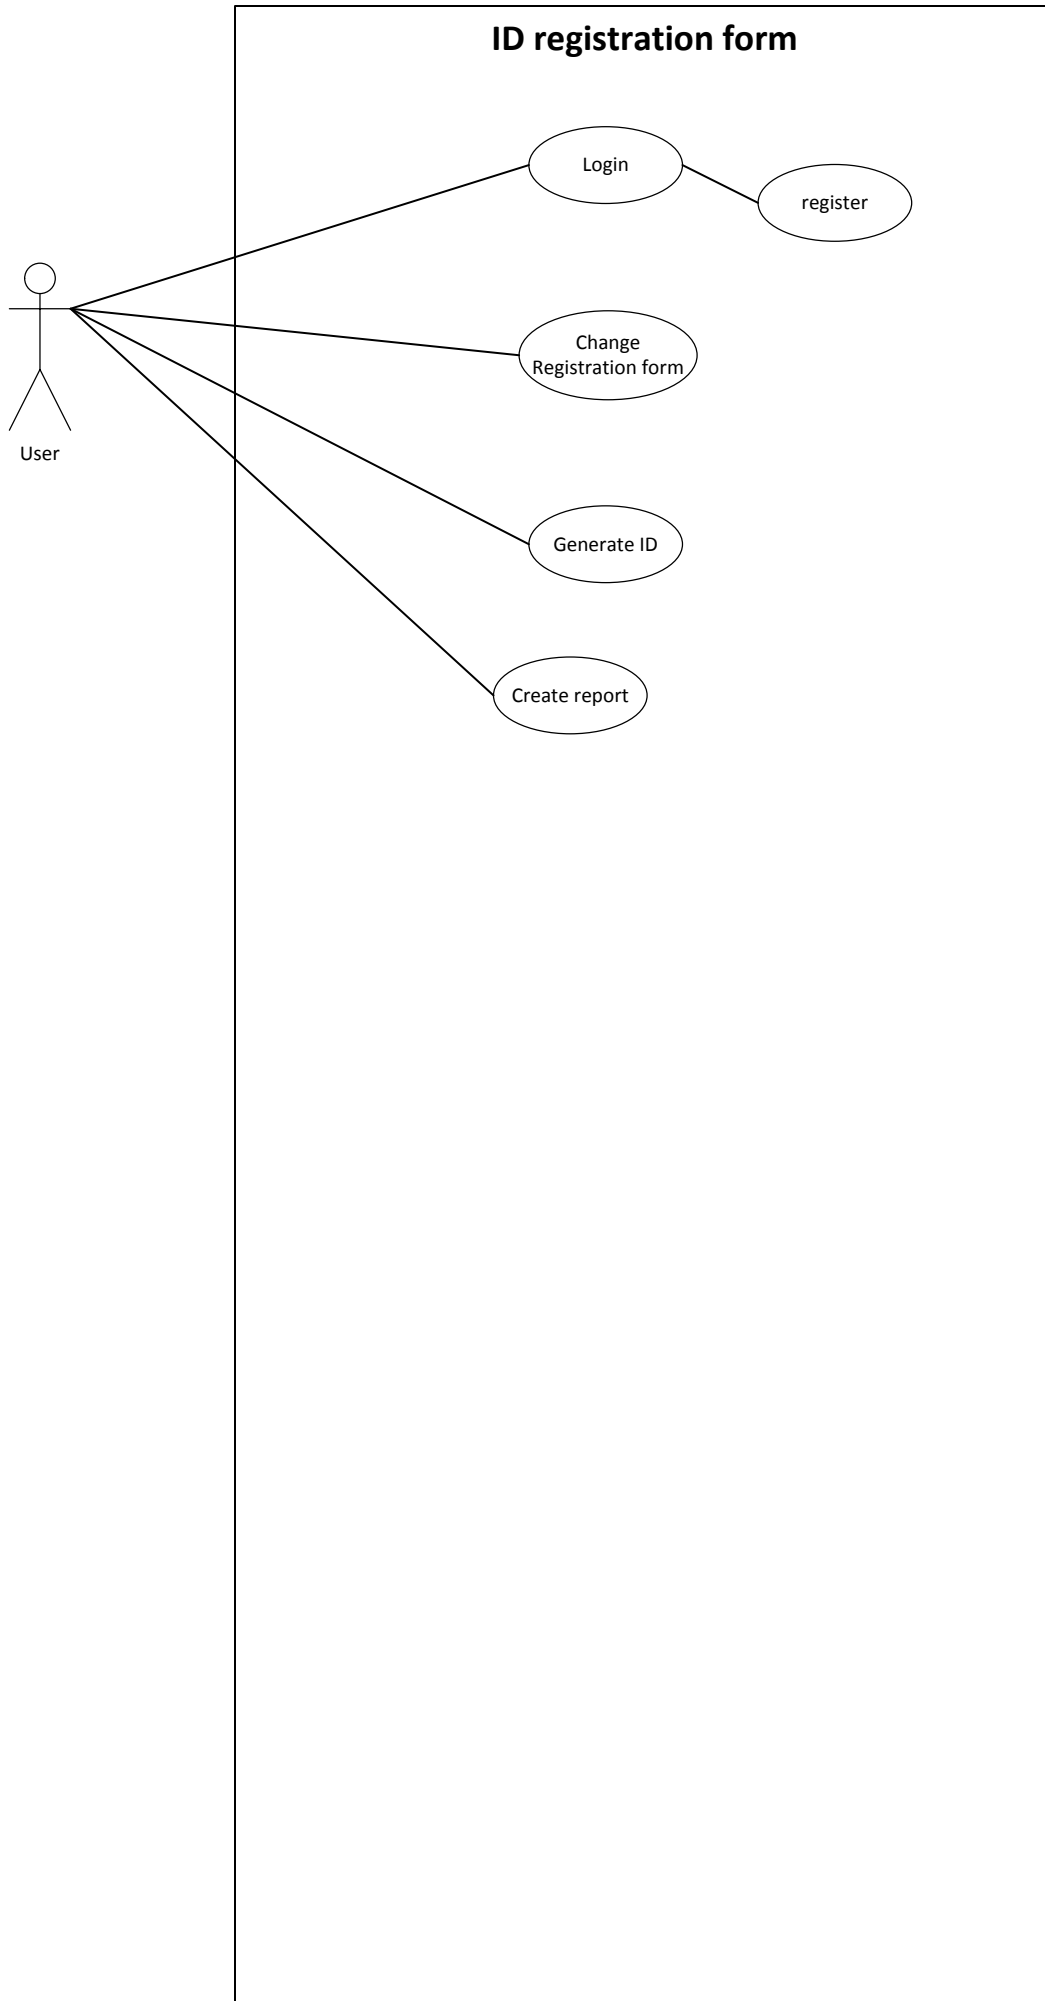 ID registration form
Login
register
Change
Registration form
User
Generate ID
Create report